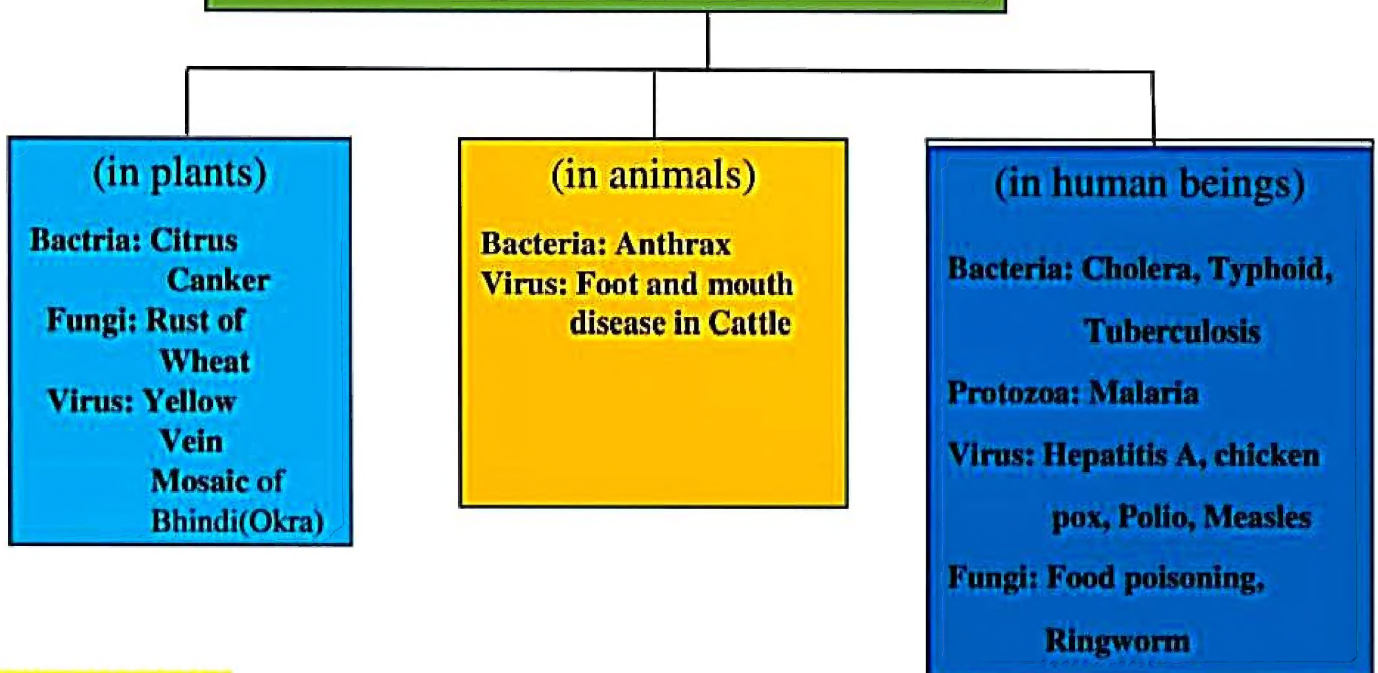 (in plants)
Bactria: Citrus
Canker
Fungi: Rust of
Wheat
Virus: Yellow
Vein
Mosaic of
Bhindi(Okra)
(in animals)
Bacteria: Anthrax
Virus: Foot and mouth
disease in Cattle
(in human beings)
Bacteria: Cholera, Typhoid,
Tuberculosis
Protozoa: Malaria
Virus: Hepatitis A, chicken
pox, Polio, Measles
Fungi: Food poisoning,
Ringworm